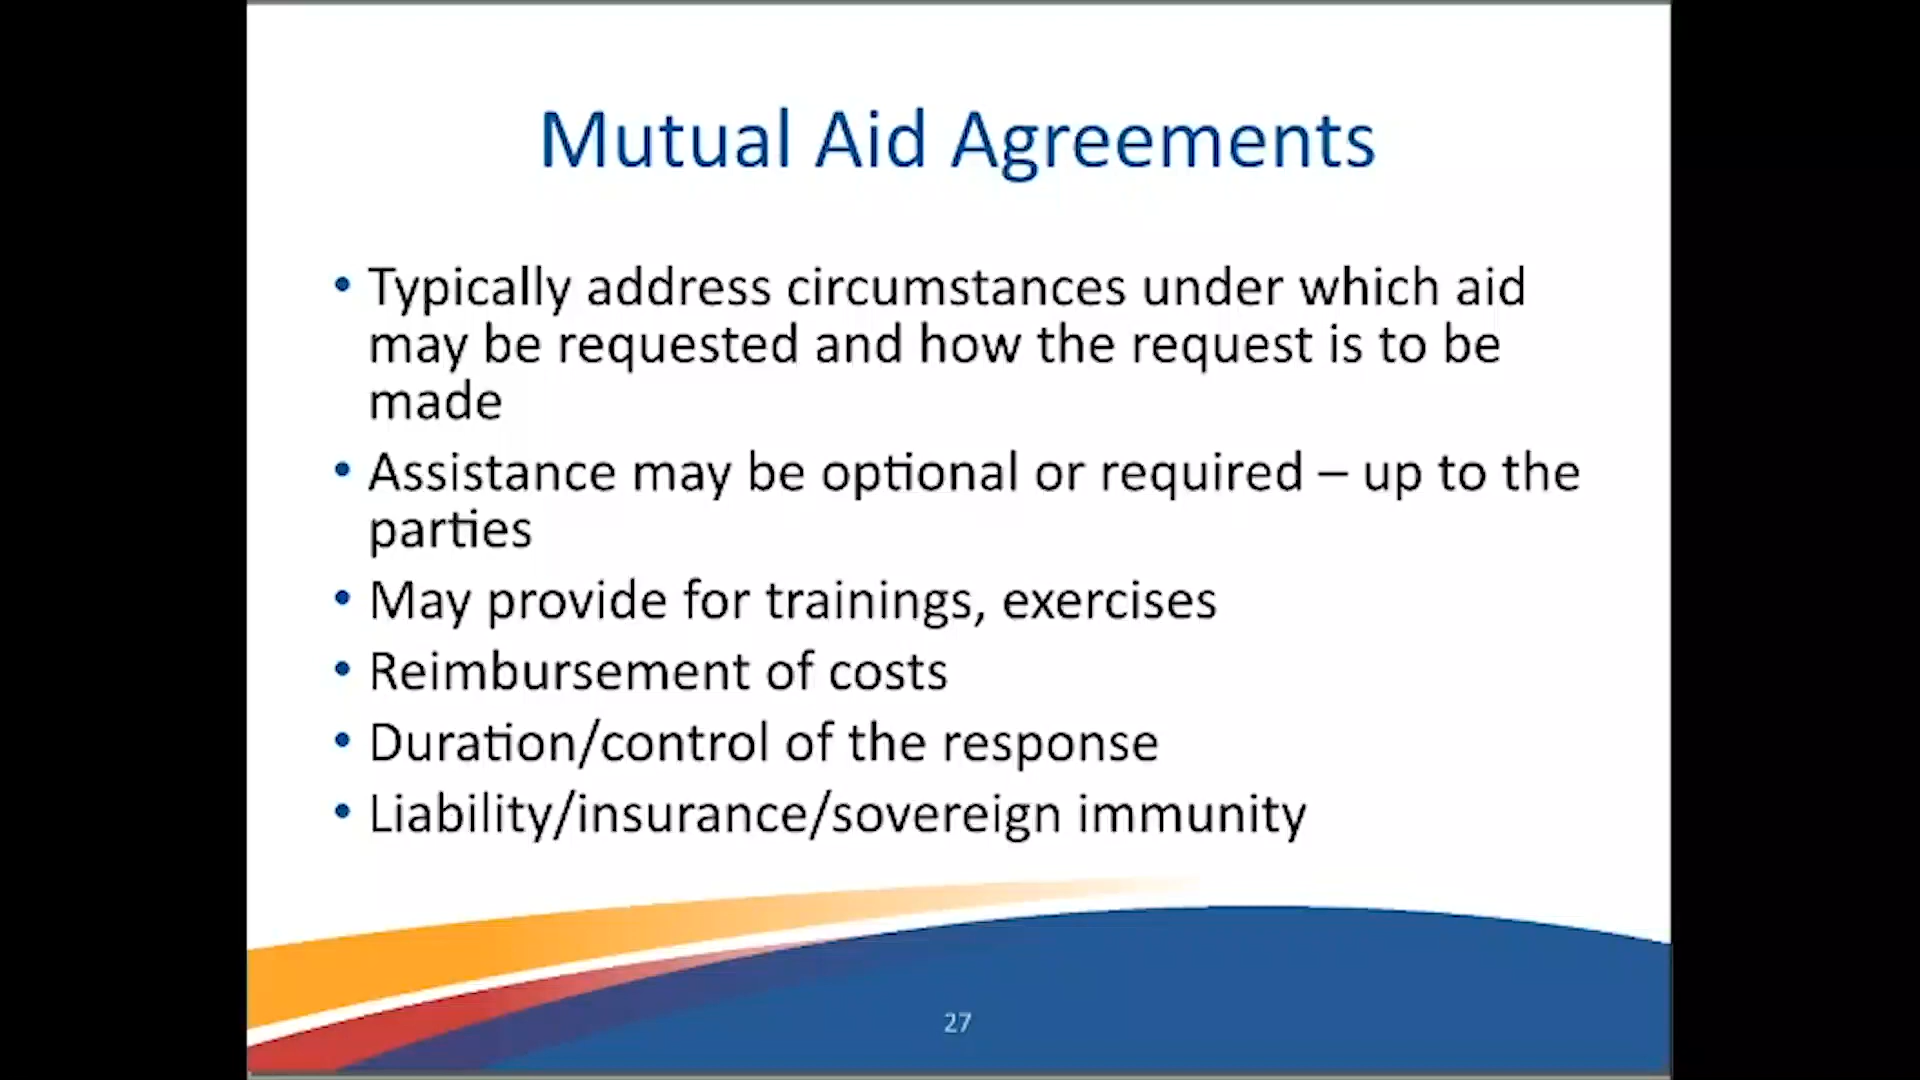 Mutual Aid Agreements
• Typically address circumstances under which aid
may be requested and how the request is to be
made
• Assistance may be optional or required – up to the
parties
• May provide for trainings, exercises
• Reimbursement of costs
• Duration/control of the response
• Liability/insurance/sovereign immunity
27